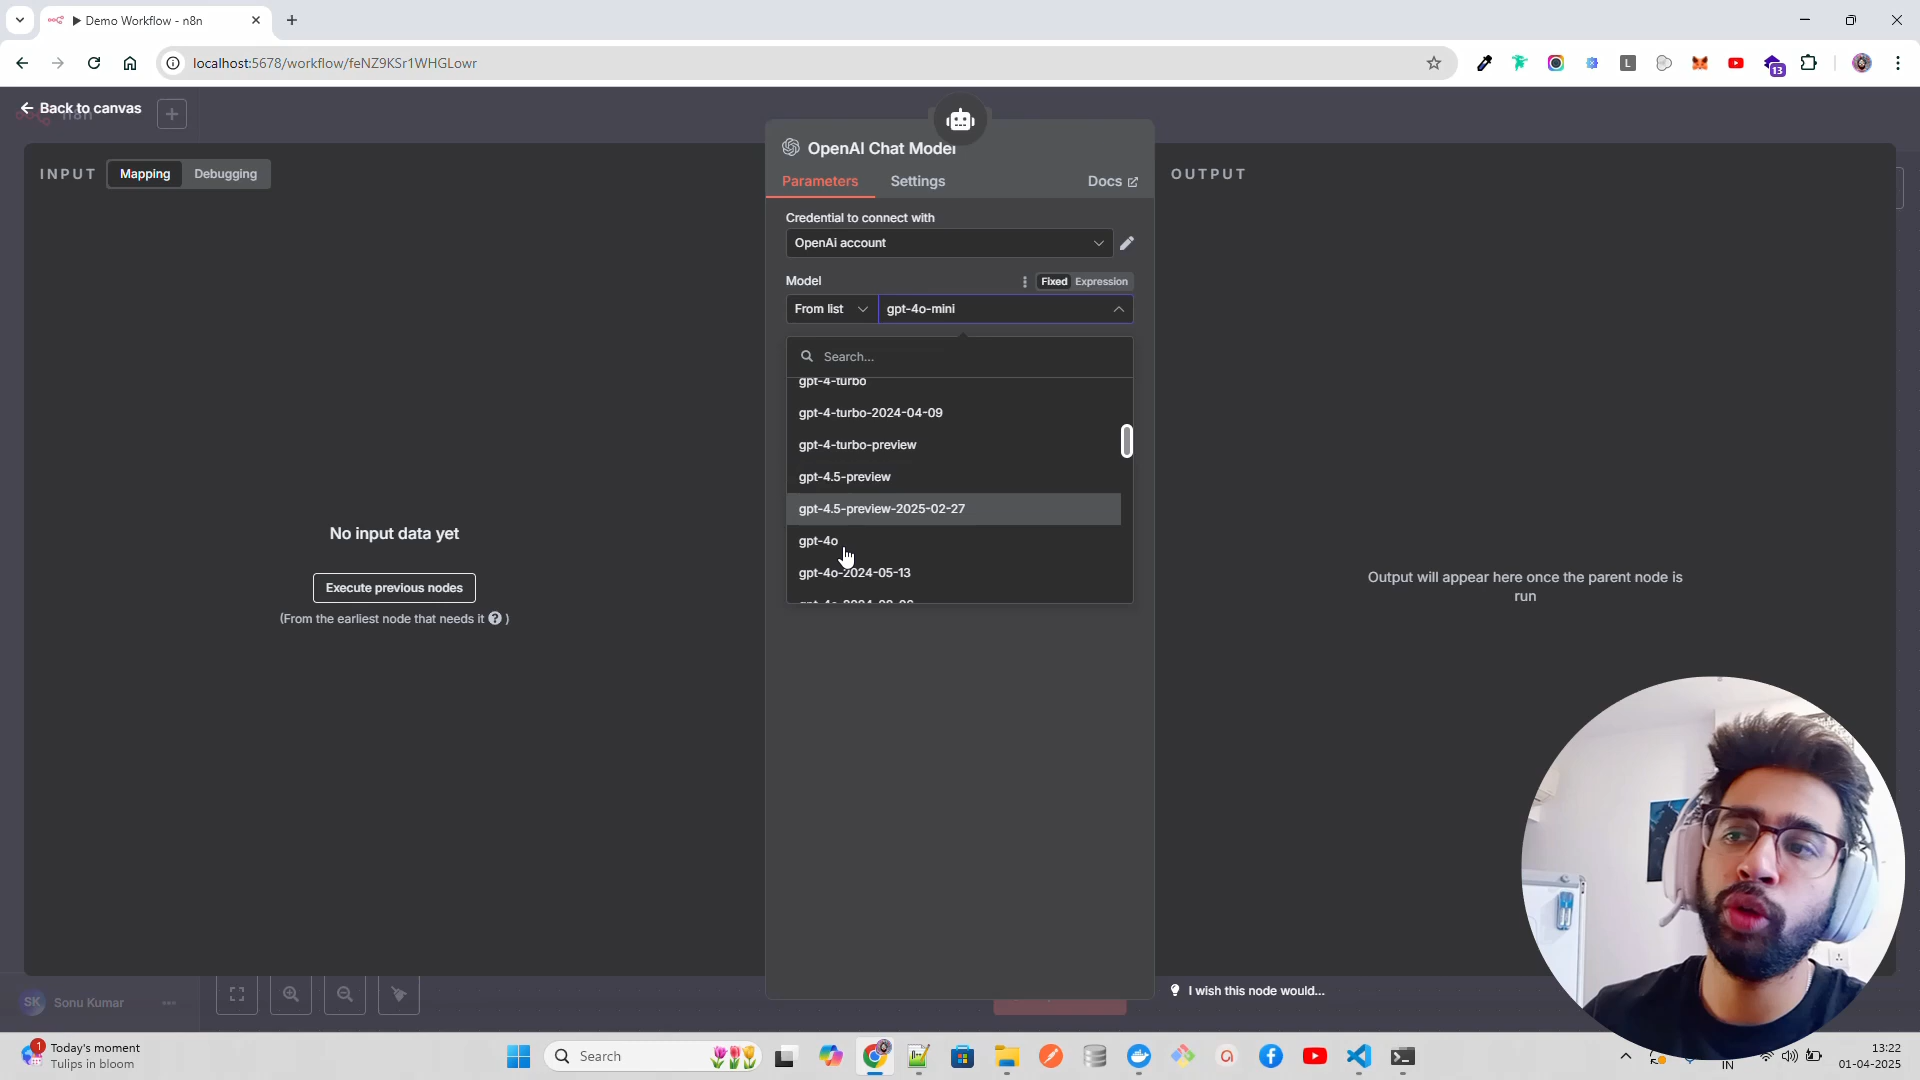 ▶ Demo Workflow - n8n
localhost:5678/workflow/feNZ9KSr1WHGLowr
13
Back to canvas
n8n
OpenAI Chat Model
INPUT
Mapping
Debugging
OUTPUT
Parameters
Settings
Docs
Credential to connect with
OpenAi account
Model
Fixed
Expression
From list
gpt-4o-mini
Search...
gpt-4-turbo
gpt-4-turbo-2024-04-09
gpt-4-turbo-preview
gpt-4.5-preview
gpt-4.5-preview-2025-02-27
gpt-4o
gpt-4o-2024-05-13
No input data yet
Execute previous nodes
(From the earliest node that needs it ? )
Output will appear here once the parent node is
run
I wish this node would...
SK
Sonu Kumar
1
Today's moment
Tulips in bloom
Search
L
IN
13:22
01-04-2025